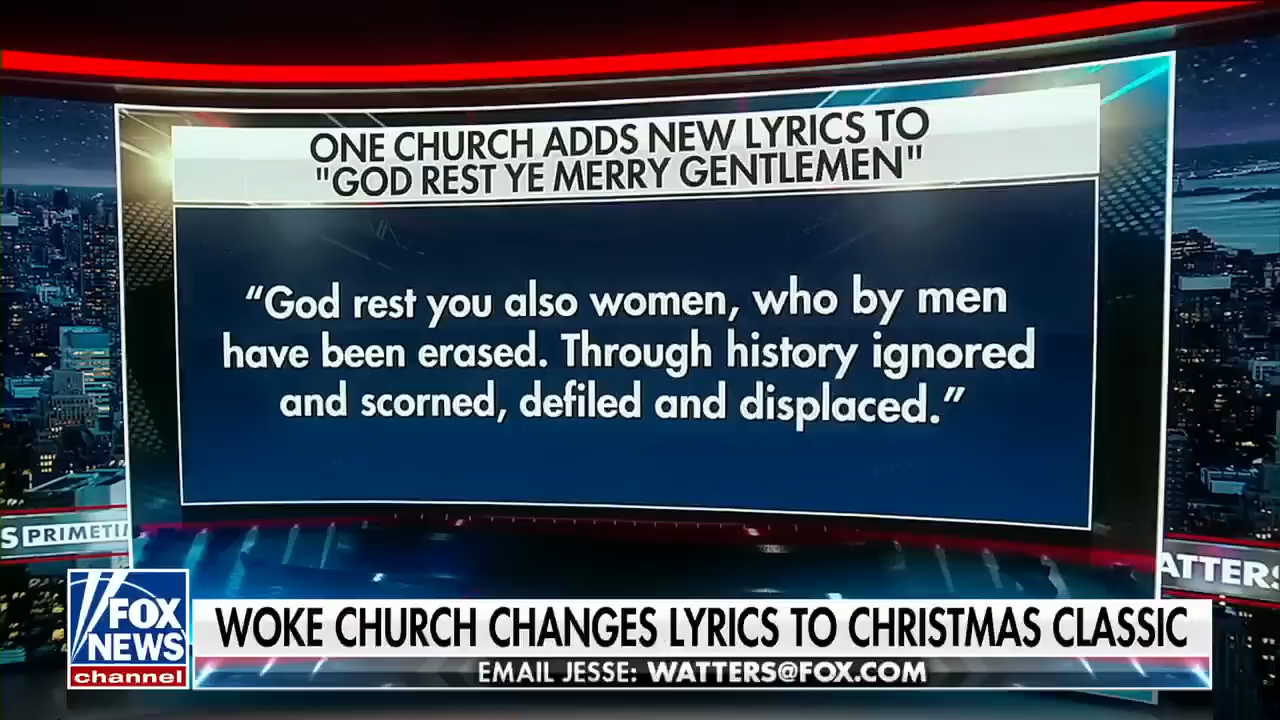 ONE CHURCH ADDS NEW LYRICS TO
"GOD REST YE MERRY GENTLEMEN"
“God rest you also women, who by men
have been erased. Through history ignored
and scorned, defiled and displaced.”
S PRIMETI
ATTERS
FOX
NEWS
channel
WOKE CHURCH CHANGES LYRICS TO CHRISTMAS CLASSIC
EMAIL JESSE: WATTERS@FOX.COM